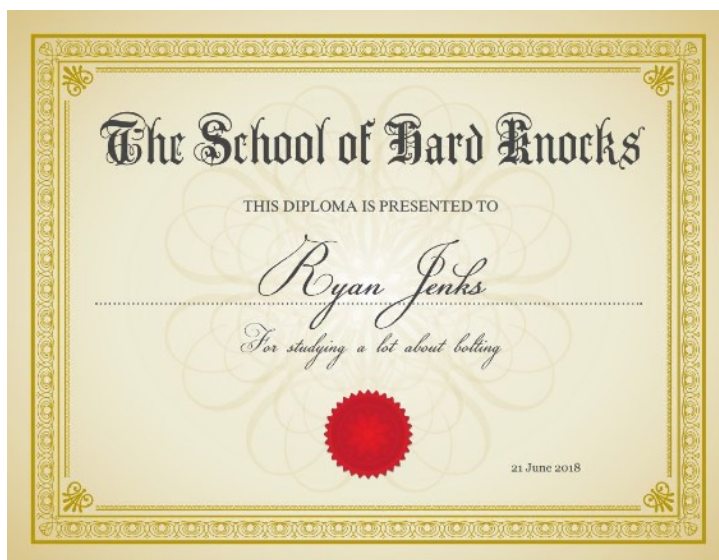 The School of Hard Knocks
THIS DIPLOMA IS PRESENTED TO
Ryan Jenks
For studying a lot about bolting
21 June 2018